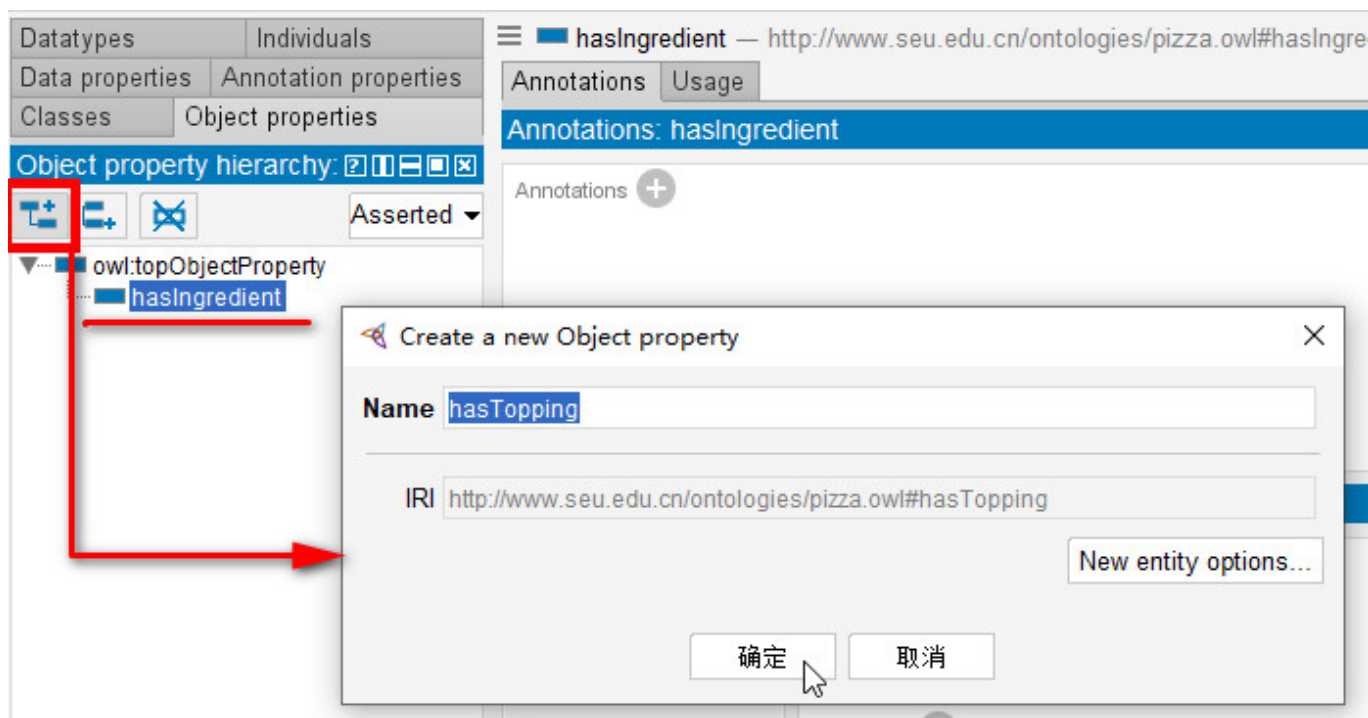 Datatypes
Individuals
Data properties
Annotation properties
Classes
Object properties
Object property hierarchy:
Asserted
owl:topObjectProperty
hasIngredient
hasIngredient — http://www.seu.edu.cn/ontologies/pizza.owl#hasIngre
Annotations
Usage
Annotations: hasIngredient
Annotations
Create a new Object property
Name
hasTopping
IRI
http://www.seu.edu.cn/ontologies/pizza.owl#hasTopping
New entity options...
确定
取消